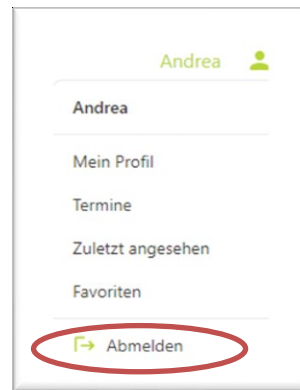 Andrea
Andrea
Mein Profil
Termine
Zuletzt angesehen
Favoriten
Abmelden